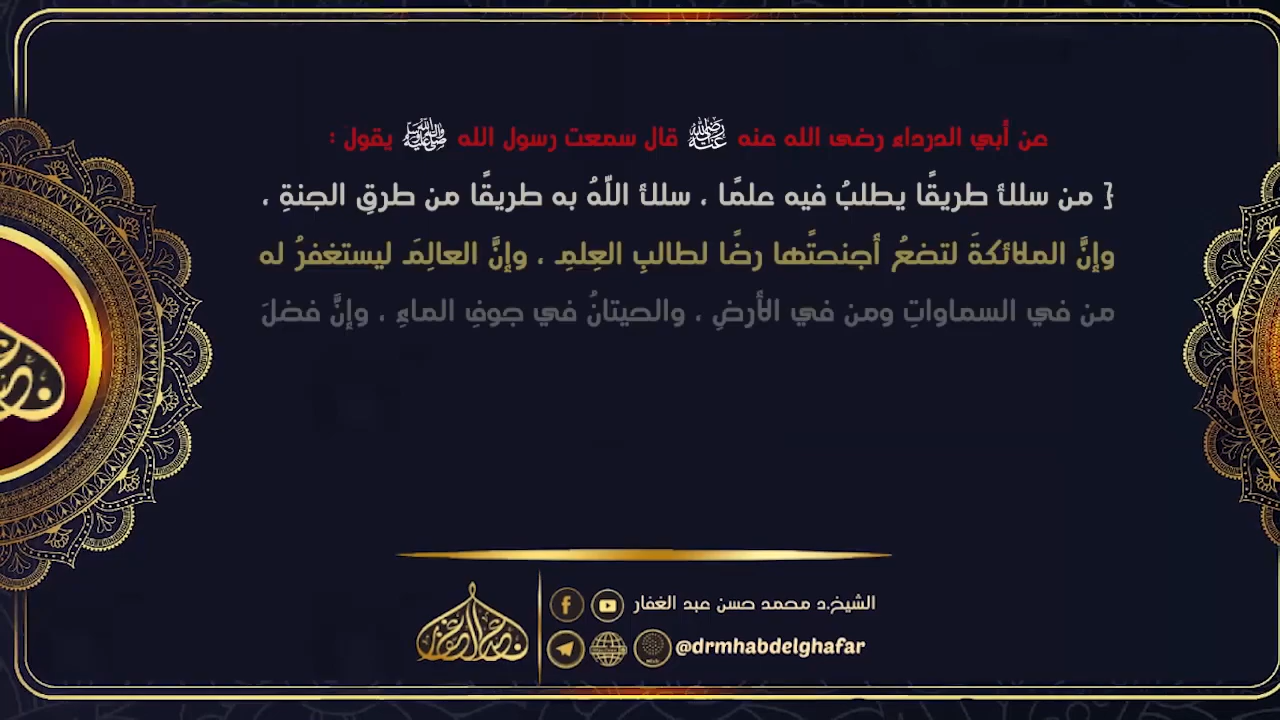 عن أبي الدرداء رضى الله عنه رضي الله عنه قال سمعت رسول الله ﷺ يقول :
{ من سلك طريقًا يطلبُ فيه علمًا ، سلك اللّهُ به طريقًا من طرقِ الجنةِ ،
وإنَّ الملائكةَ لتضعُ أجنحتَها رضًا لطالبِ العِلمِ ، وإنَّ العالِمَ ليستغفرُ له
من في السماواتِ ومن في الأرضِ ، والحيتانُ في جوفِ الماءِ ، وإنَّ فضلَ
الشيخ.د محمد حسن عبد الغفار
@drmhabdelghafar